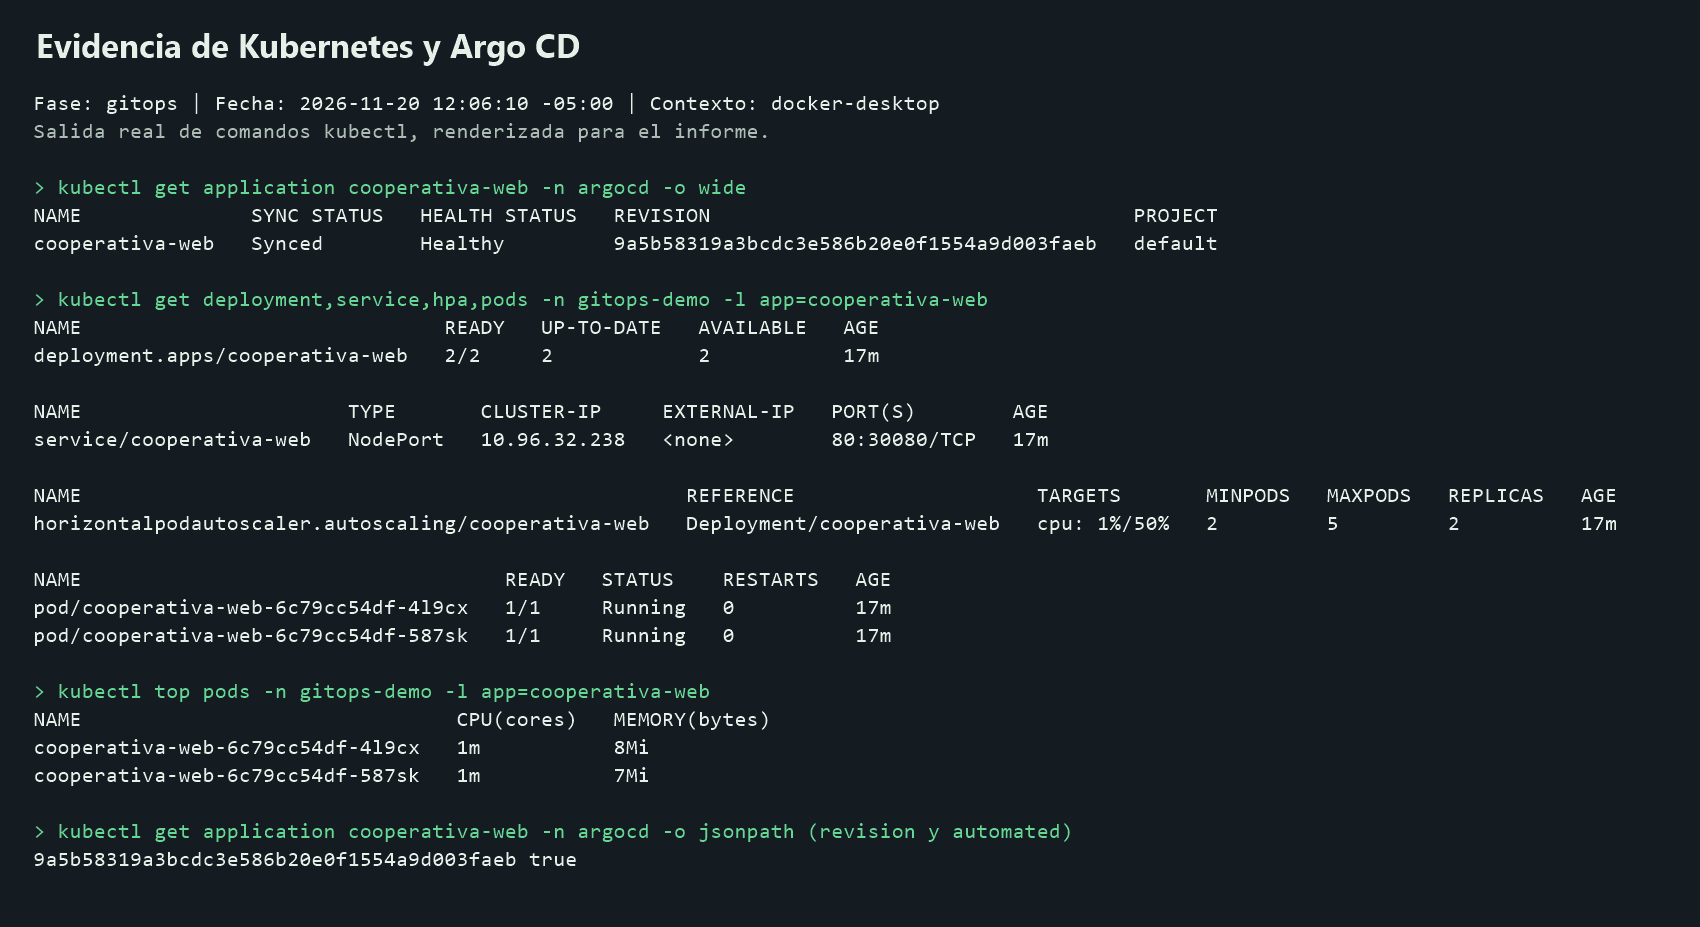 Evidencia de Kubernetes y Argo CD
Fase: gitops | Fecha: 2026-11-20 12:06:10 -05:00 | Contexto: docker-desktop
Salida real de comandos kubectl, renderizada para el informe.
> kubectl get application cooperativa-web -n argocd -o wide
NAME SYNC STATUS HEALTH STATUS REVISION PROJECT
cooperativa-web Synced Healthy 9a5b58319a3bcdc3e586b20e0f1554a9d003faeb default
> kubectl get deployment,service,hpa,pods -n gitops-demo -l app=cooperativa-web
NAME READY UP-TO-DATE AVAILABLE AGE
deployment.apps/cooperativa-web 2/2 2 2 17m
NAME TYPE CLUSTER-IP EXTERNAL-IP PORT(S) AGE
service/cooperativa-web NodePort 10.96.32.238 <none> 80:30080/TCP 17m
NAME REFERENCE TARGETS MINPODS MAXPODS REPLICAS AGE
horizontalpodautoscaler.autoscaling/cooperativa-web Deployment/cooperativa-web cpu: 1%/50% 2 5 2 17m
NAME READY STATUS RESTARTS AGE
pod/cooperativa-web-6c79cc54df-4l9cx 1/1 Running 0 17m
pod/cooperativa-web-6c79cc54df-587sk 1/1 Running 0 17m
> kubectl top pods -n gitops-demo -l app=cooperativa-web
NAME CPU(cores) MEMORY(bytes)
cooperativa-web-6c79cc54df-4l9cx 1m 8Mi
cooperativa-web-6c79cc54df-587sk 1m 7Mi
> kubectl get application cooperativa-web -n argocd -o jsonpath (revision y automated)
9a5b58319a3bcdc3e586b20e0f1554a9d003faeb true